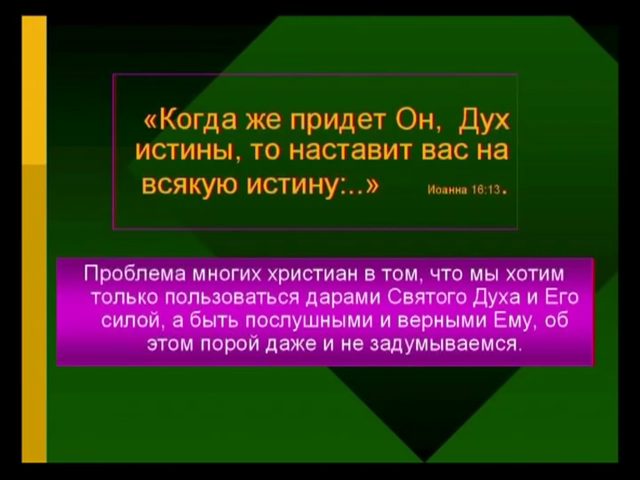 «Когда же придет Он, Дух
истины, то наставит вас на
всякую истину:..» Иоанна 16:13.
Проблема многих христиан в том, что мы хотим
только пользоваться дарами Святого Духа и Его
силой, а быть послушными и верными Ему, об
этом порой даже и не задумываемся.